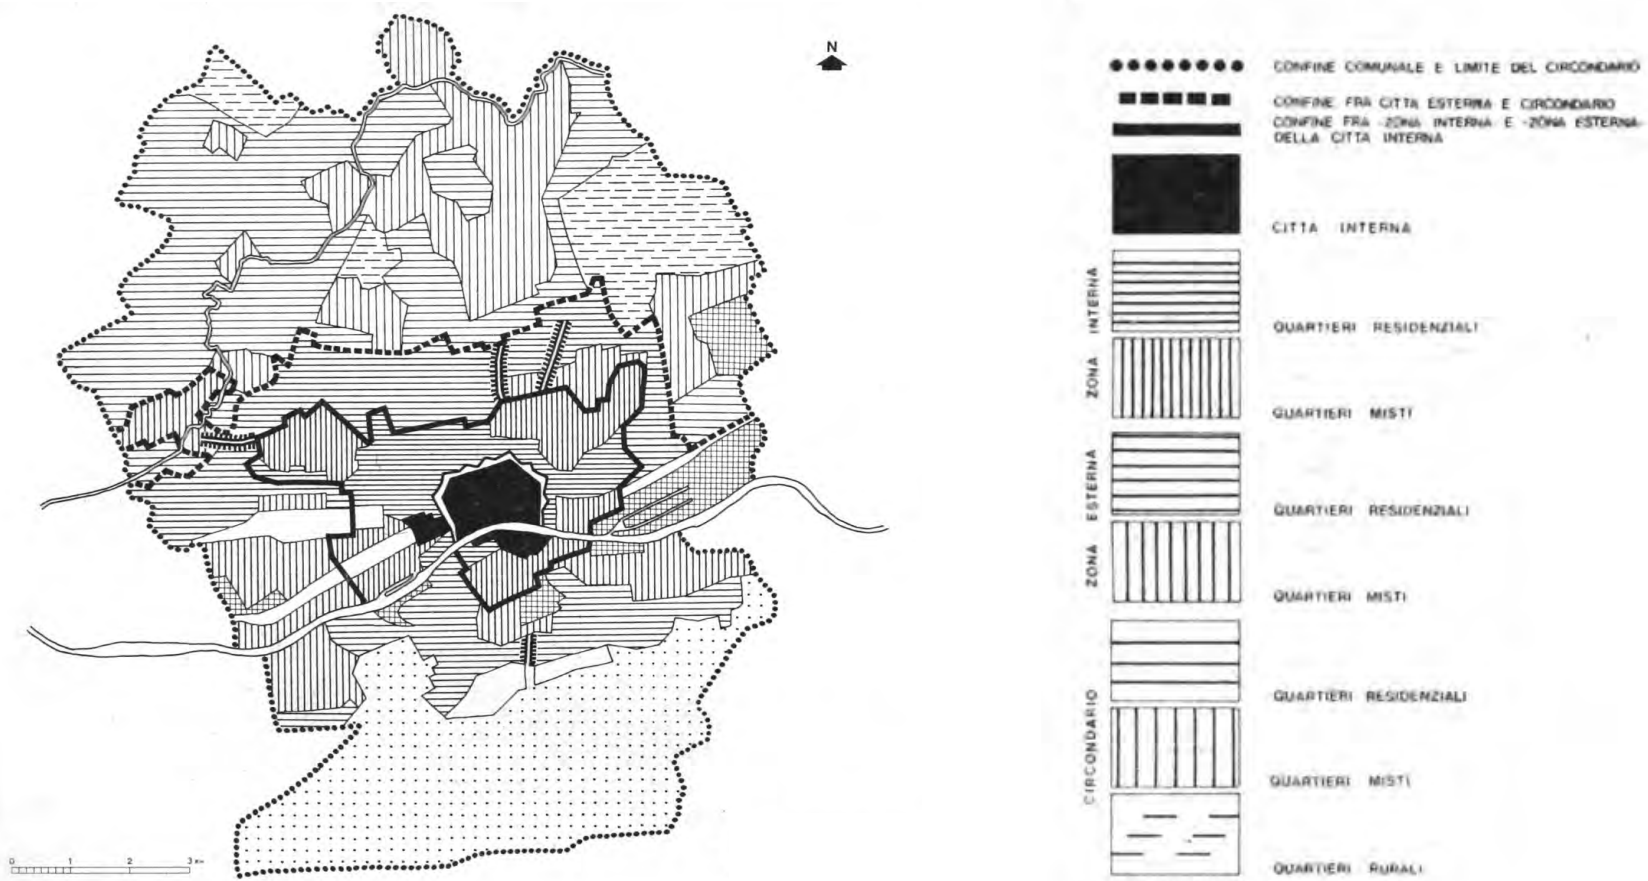 N
CONFINE COMUNALE E LIMITE DEL CIRCONDARIO
CONFINE FRA CITTA ESTERNA E CIRCONDARIO
CONFINE FRA -ZONA INTERNA E -ZONA ESTERNA-
DELLA CITTA INTERNA
CITTA INTERNA
ZONA INTERNA
QUARTIERI RESIDENZIALI
QUARTIERI MISTI
ZONA ESTERNA
QUARTIERI RESIDENZIALI
QUARTIERI MISTI
CIRCONDARIO
QUARTIERI RESIDENZIALI
QUARTIERI MISTI
QUARTIERI RURALI
0 1 2 3 Km